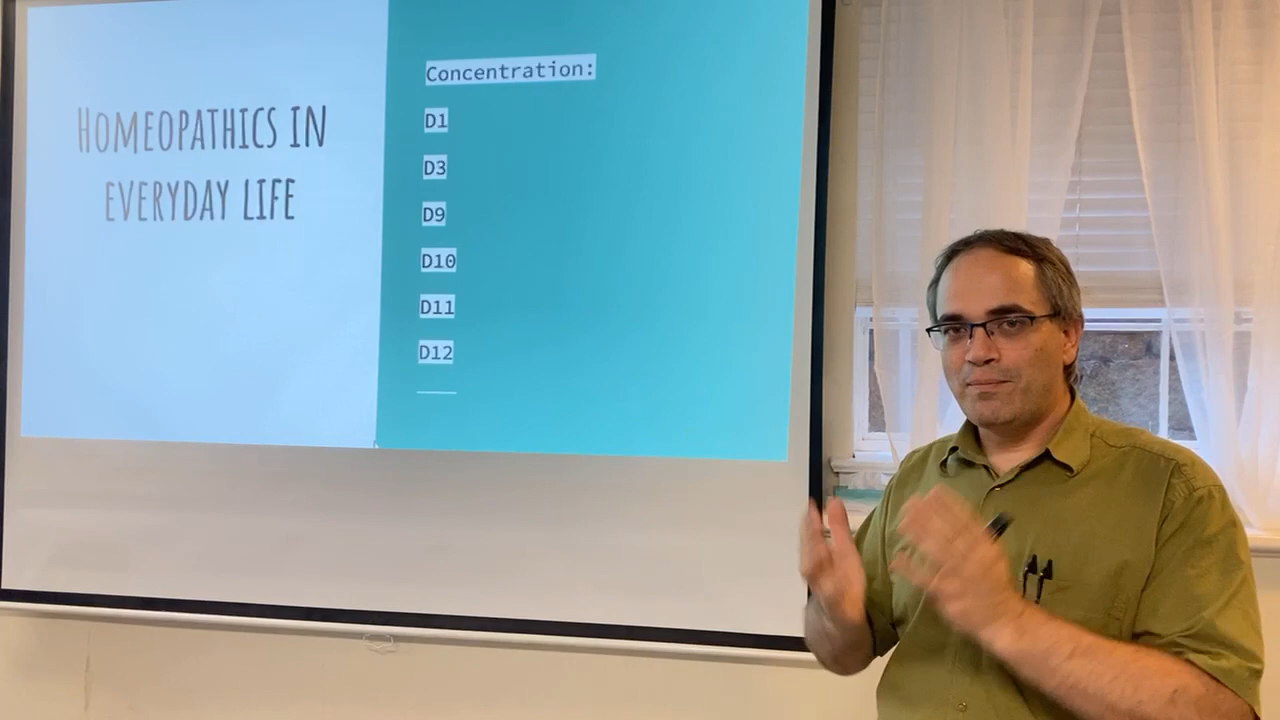 HOMEOPATHICS IN
EVERYDAY LIFE
Concentration:
D1
D3
D9
D10
D11
D12